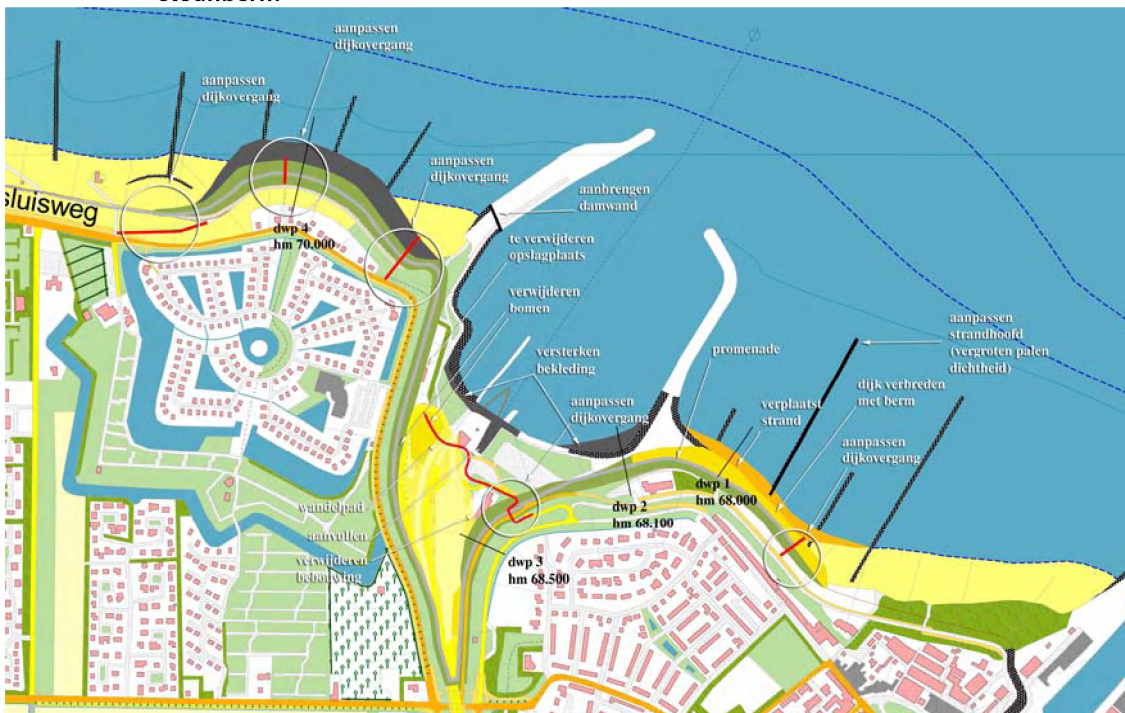 aanpassen
dijkovergang
aanpassen
dijkovergang
aanpassen
dijkovergang
aanbrengen
damwand
sluisweg
dwp 4
hm 70.000
te verwijderen
opslagplaats
verwijderen
bomen
versterken
bekleding
promenade
aanpassen
strandhoofd
(vergroten palen
dichtheid)
dijk verbreden
met berm
aanpassen
dijkovergang
verplaatst
strand
aanpassen
dijkovergang
dwp 1
hm 68.000
dwp 2
hm 68.100
wandelpad
aanvullen
verwijderen
bebouwing
dwp 3
hm 68.500